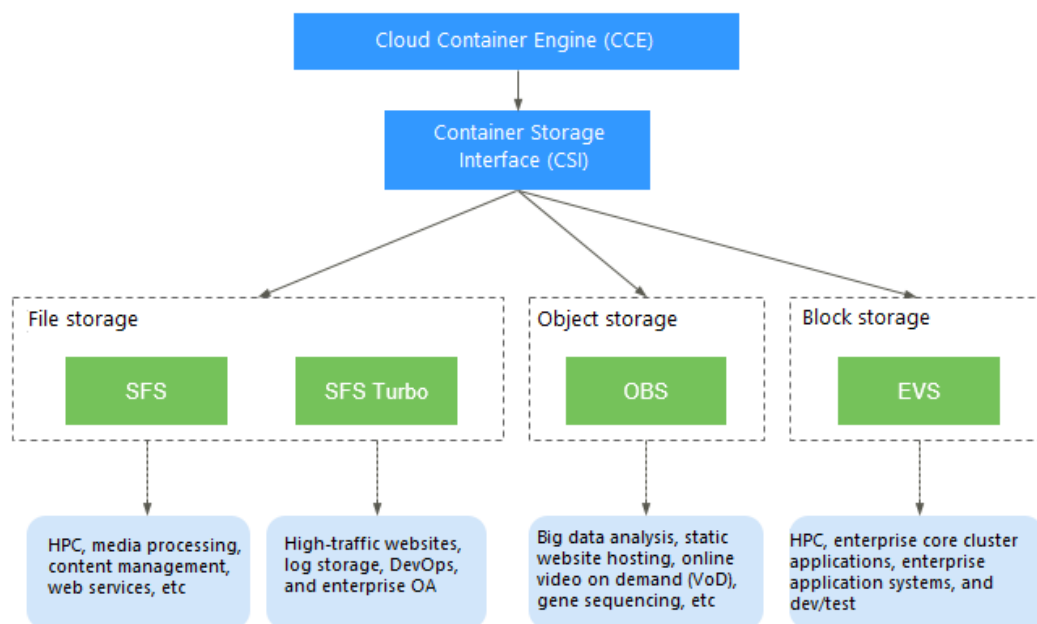 Cloud Container Engine (CCE)
Container Storage
Interface (CSI)
File storage
Object storage
Block storage
SFS
SFS Turbo
OBS
EVS
HPC, media processing,
content management,
web services, etc
High-traffic websites,
log storage, DevOps,
and enterprise OA
Big data analysis, static
website hosting, online
video on demand (VoD),
gene sequencing, etc
HPC, enterprise core cluster
applications, enterprise
application systems, and
dev/test